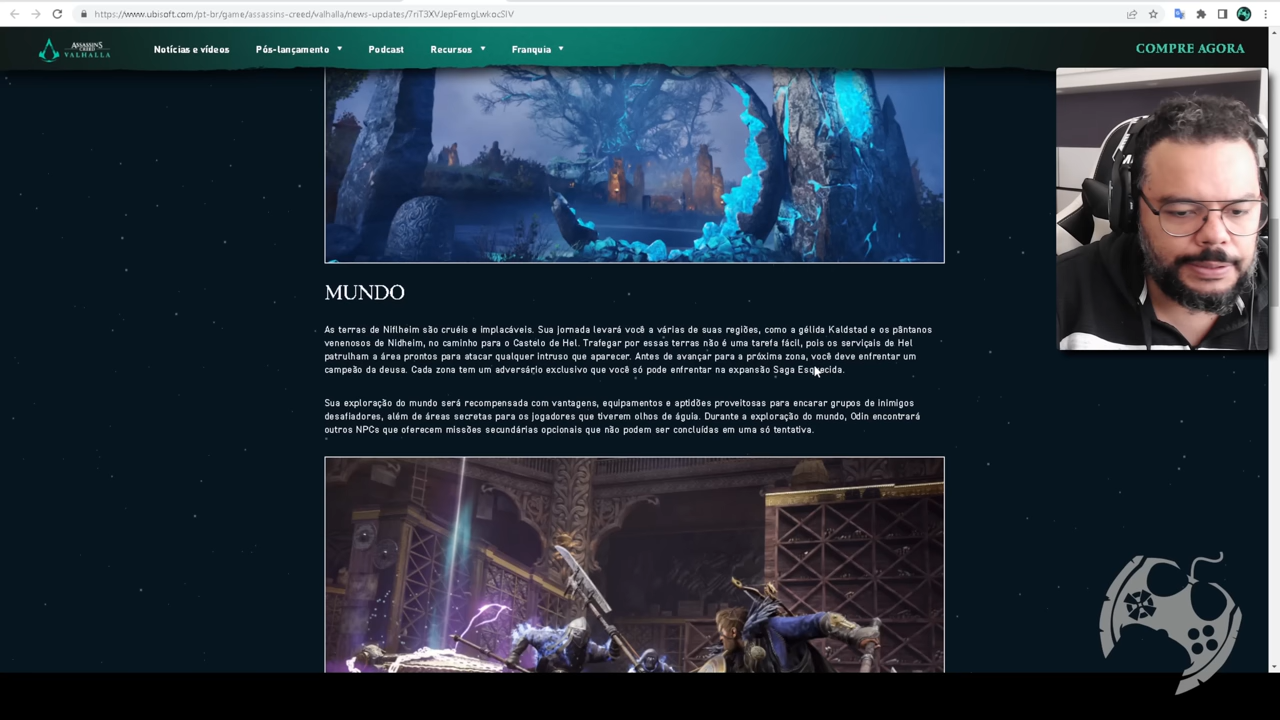 https://www.ubisoft.com/pt-br/game/assassins-creed/valhalla/news-updates/7riT3XVJepFemgLwkocSIV
ASSASSIN'S CREED
VALHALLA
Notícias e vídeos
Pós-lançamento
Podcast
Recursos
Franquia
COMPRE AGORA
MUNDO
As terras de Niflheim são cruéis e implacáveis. Sua jornada levará você a várias de suas regiões, como a gélida Kaldstad e os pântanos
venenosos de Nidheim, no caminho para o Castelo de Hel. Trafegar por essas terras não é uma tarefa fácil, pois os serviçais de Hel
patrulham a área prontos para atacar qualquer intruso que aparecer. Antes de avançar para a próxima zona, você deve enfrentar um
campeão da deusa. Cada zona tem um adversário exclusivo que você só pode enfrentar na expansão Saga Esquecida.
Sua exploração do mundo será recompensada com vantagens, equipamentos e aptidões proveitosas para encarar grupos de inimigos
desafiadores, além de áreas secretas para os jogadores que tiverem olhos de águia. Durante a exploração do mundo, Odin encontrará
outros NPCs que oferecem missões secundárias opcionais que não podem ser concluídas em uma só tentativa.